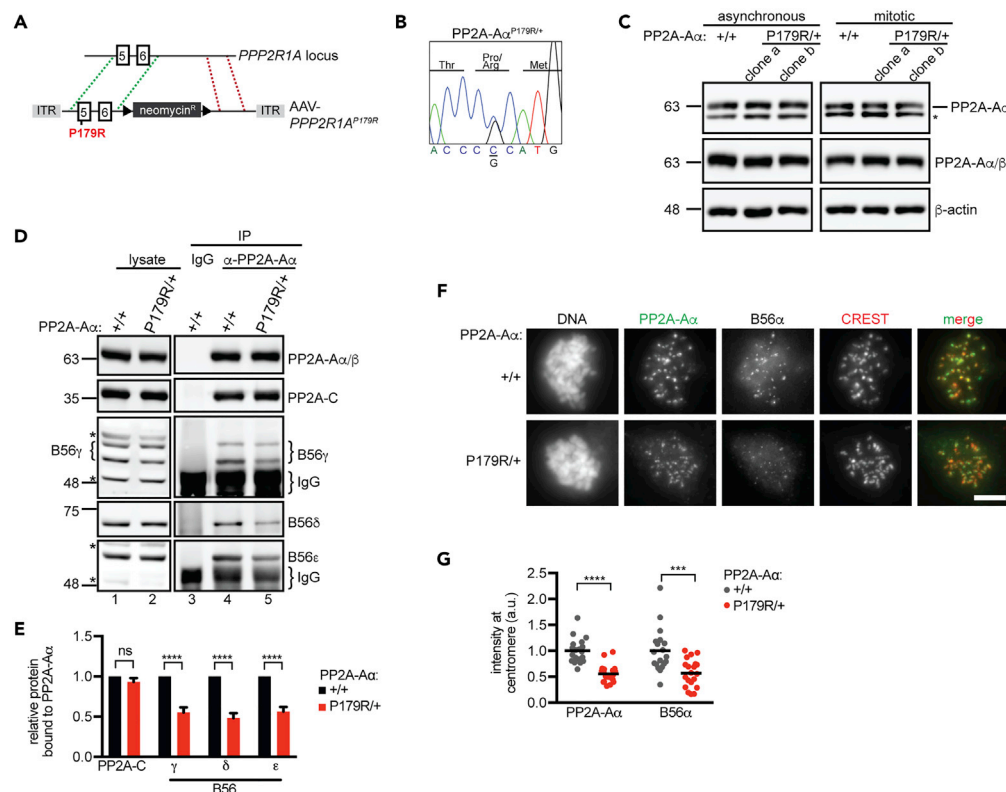 A
5 6 PPP2R1A locus
ITR 5 6 neomycinᴿ ITR AAV-
P179R PPP2R1Aᴾ¹⁷⁹ᴿ
B
PP2A-Aαᴾ¹⁷⁹ᴿ/⁺
Thr Pro/ Met
Arg
A C C C C C A T G
G
C
asynchronous mitotic
PP2A-Aα: +/+ P179R/+ +/+ P179R/+
clone a clone b clone a clone b
63 PP2A-Aα
*
63 PP2A-Aα/β
48 β-actin
D
IP
lysate IgG α-PP2A-Aα
PP2A-Aα: +/+ P179R/+ +/+ +/+ P179R/+
63 PP2A-Aα/β
35 PP2A-C
*
B56γ B56γ
48 * IgG
75
B56δ
* B56ε
48 * IgG
1 2 3 4 5
E
relative protein
bound to PP2A-Aα
1.5
1.0
0.5
0.0
ns **** **** ****
PP2A-Aα:
+/+
P179R/+
PP2A-C γ δ ε
B56
F
DNA PP2A-Aα B56α CREST merge
PP2A-Aα:
+/+
P179R/+
G
intensity at
centromere (a.u.)
2.5
2.0
1.5
1.0
0.5
0.0
**** ***
PP2A-Aα:
+/+
P179R/+
PP2A-Aα B56α